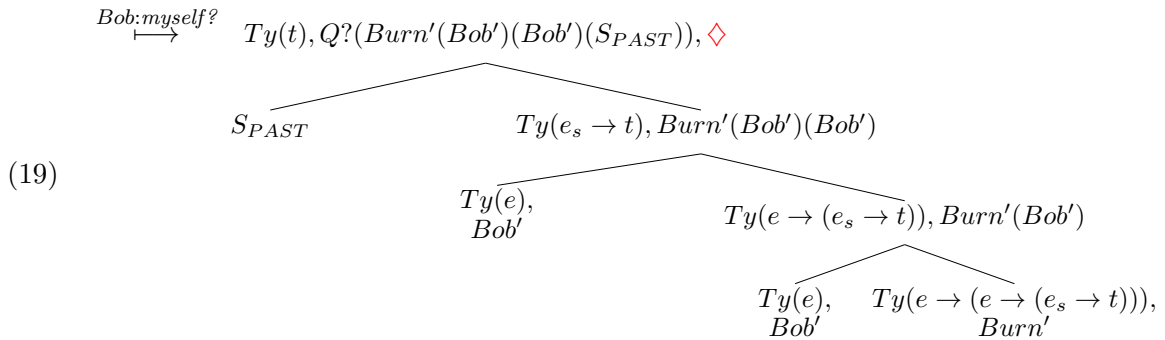 Bob:myself?
↦ Ty(t), Q?(Burn′(Bob′)(Bob′)(S_PAST)), ♢
S_PAST Ty(e_s → t), Burn′(Bob′)(Bob′)
(19)
Ty(e), Ty(e → (e_s → t)), Burn′(Bob′)
Bob′
Ty(e), Ty(e → (e → (e_s → t))),
Bob′ Burn′